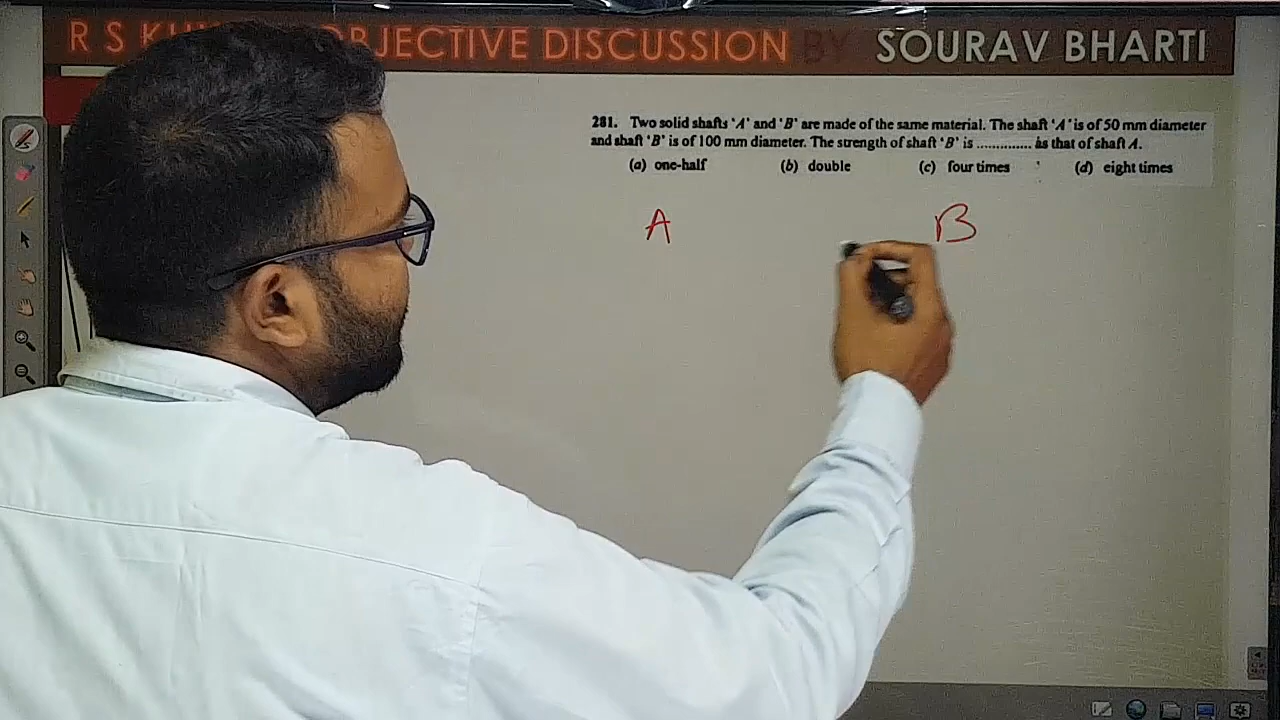 R S OBJECTIVE DISCUSSION BY SOURAV BHARTI
281. Two solid shafts 'A' and 'B' are made of the same material. The shaft 'A' is of 50 mm diameter
and shaft 'B' is of 100 mm diameter. The strength of shaft 'B' is .............. as that of shaft A.
(a) one-half (b) double (c) four times (d) eight times
A B